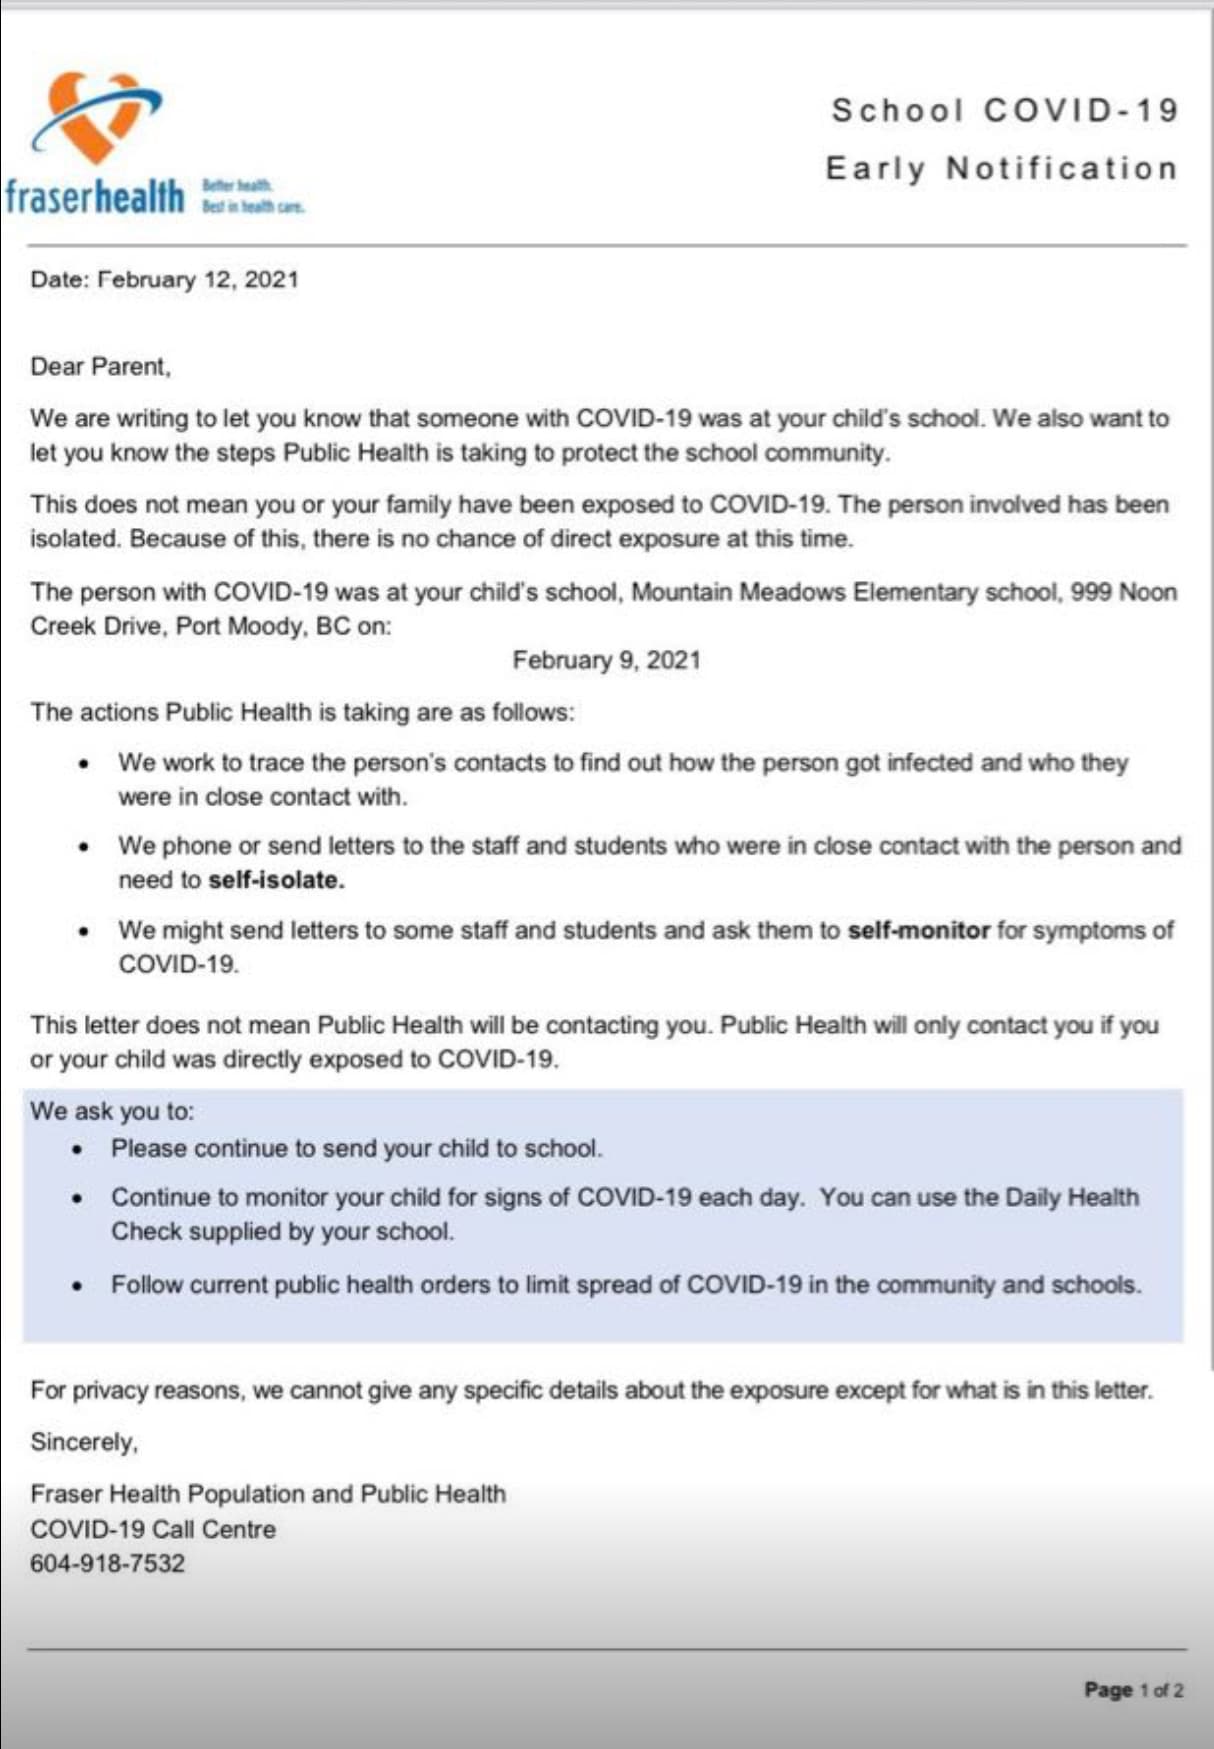 School COVID-19
Early Notification
fraserhealth
Better health.
Best in health care.
Date: February 12, 2021
Dear Parent,
We are writing to let you know that someone with COVID-19 was at your child's school. We also want to
let you know the steps Public Health is taking to protect the school community.
This does not mean you or your family have been exposed to COVID-19. The person involved has been
isolated. Because of this, there is no chance of direct exposure at this time.
The person with COVID-19 was at your child's school, Mountain Meadows Elementary school, 999 Noon
Creek Drive, Port Moody, BC on:
February 9, 2021
The actions Public Health is taking are as follows:
• We work to trace the person's contacts to find out how the person got infected and who they
were in close contact with.
• We phone or send letters to the staff and students who were in close contact with the person and
need to self-isolate.
• We might send letters to some staff and students and ask them to self-monitor for symptoms of
COVID-19.
This letter does not mean Public Health will be contacting you. Public Health will only contact you if you
or your child was directly exposed to COVID-19.
We ask you to:
• Please continue to send your child to school.
• Continue to monitor your child for signs of COVID-19 each day. You can use the Daily Health
Check supplied by your school.
• Follow current public health orders to limit spread of COVID-19 in the community and schools.
For privacy reasons, we cannot give any specific details about the exposure except for what is in this letter.
Sincerely,
Fraser Health Population and Public Health
COVID-19 Call Centre
604-918-7532
Page 1 of 2